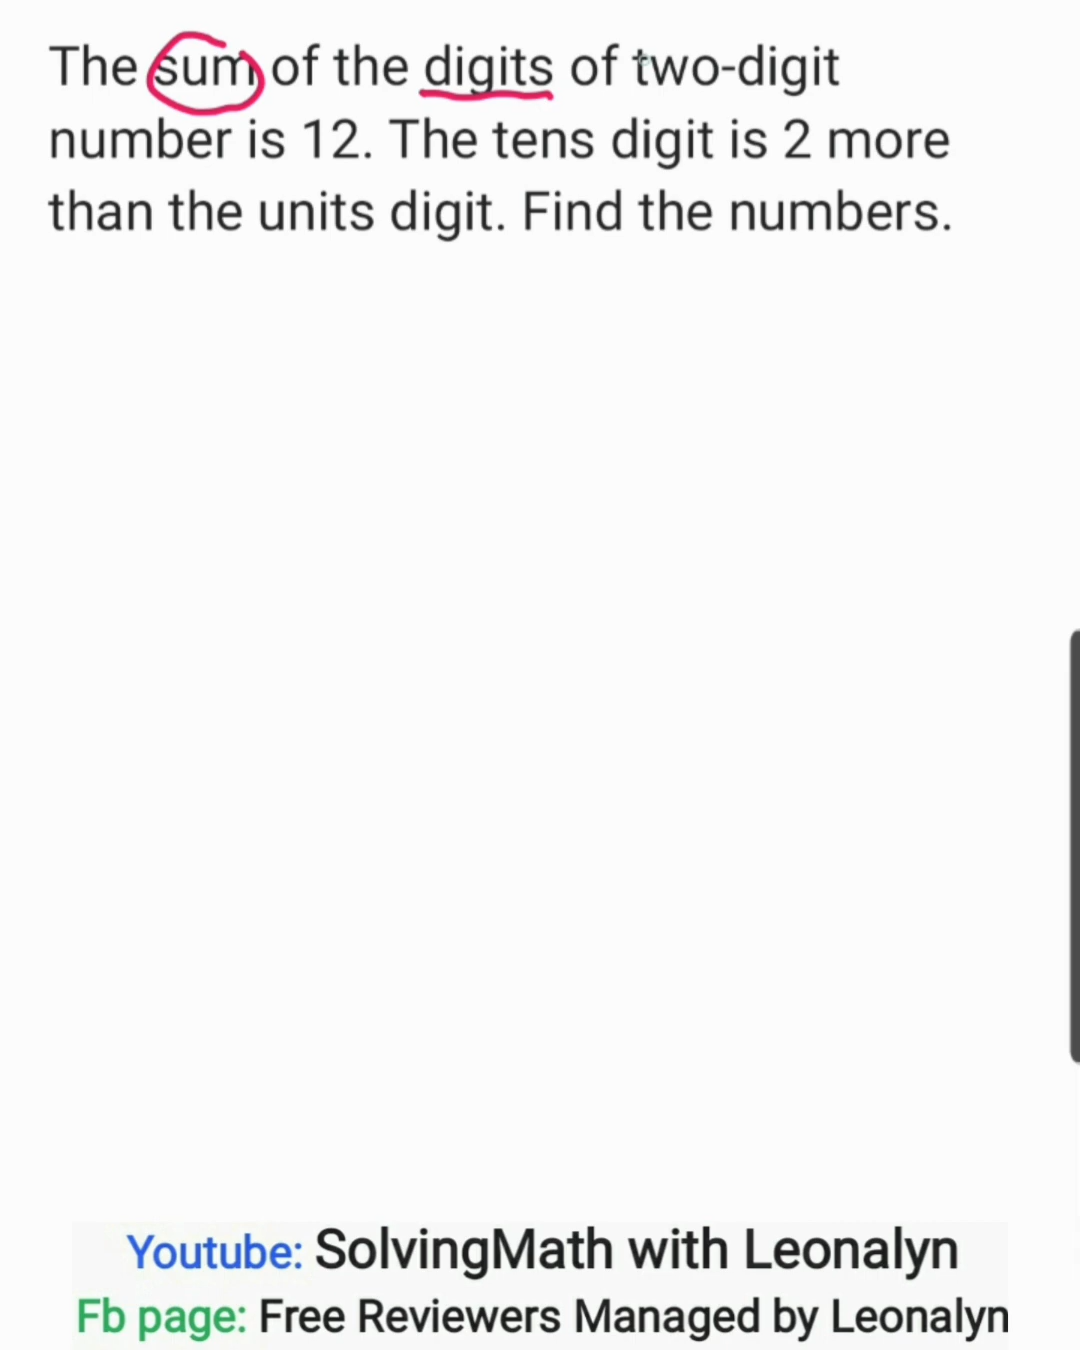 The sum of the digits of two-digit
number is 12. The tens digit is 2 more
than the units digit. Find the numbers.
Youtube: SolvingMath with Leonalyn
Fb page: Free Reviewers Managed by Leonalyn